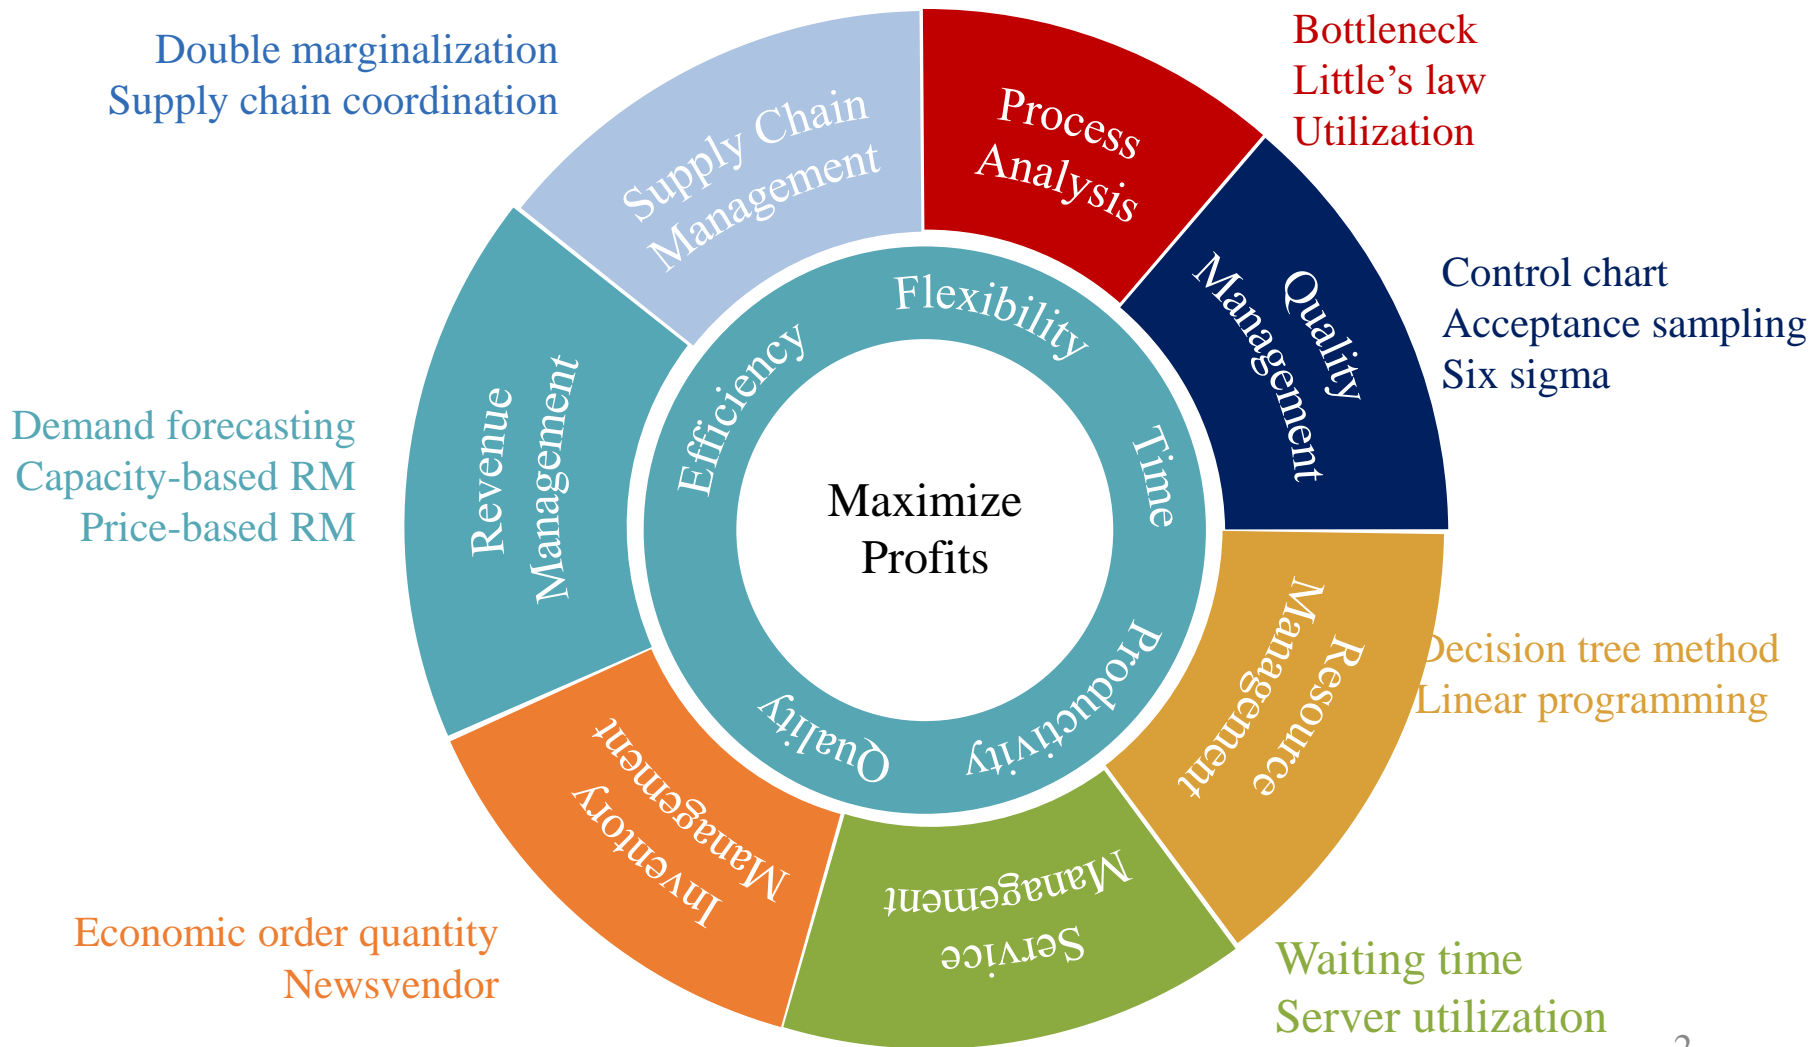 Double marginalization
Supply chain coordination
Supply Chain
Management
Process
Analysis
Bottleneck
Little’s law
Utilization
Quality
Management
Control chart
Acceptance sampling
Six sigma
Resource
Management
Decision tree method
Linear programming
Service
Management
Waiting time
Server utilization
Inventory
Management
Economic order quantity
Newsvendor
Revenue
Management
Demand forecasting
Capacity-based RM
Price-based RM
Flexibility
Time
Productivity
Quality
Efficiency
Maximize
Profits